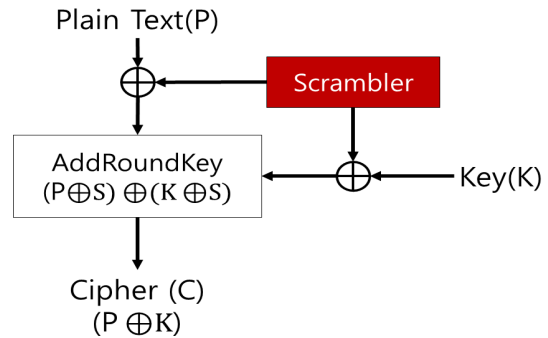 Plain Text(P)
Scrambler
AddRoundKey
(P⊕S) ⊕(K ⊕S)
Key(K)
Cipher (C)
(P ⊕K)